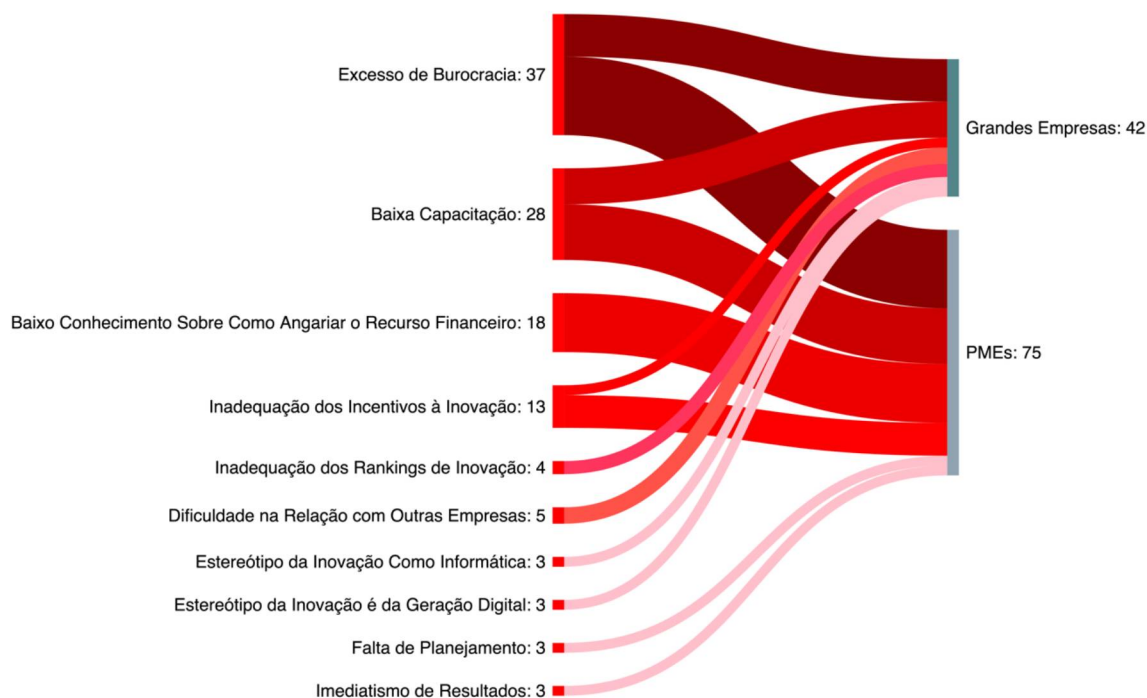 Excesso de Burocracia: 37
Baixa Capacitação: 28
Baixo Conhecimento Sobre Como Angariar o Recurso Financeiro: 18
Inadequação dos Incentivos à Inovação: 13
Inadequação dos Rankings de Inovação: 4
Dificuldade na Relação com Outras Empresas: 5
Estereótipo da Inovação Como Informática: 3
Estereótipo da Inovação é da Geração Digital: 3
Falta de Planejamento: 3
Imediatismo de Resultados: 3
Grandes Empresas: 42
PMEs: 75